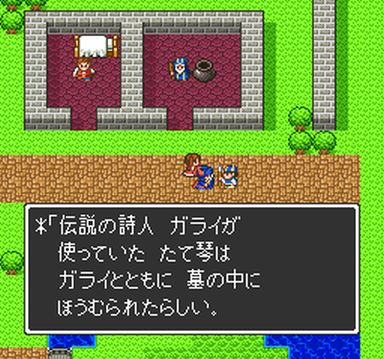 *「伝説の詩人 ガライが
使っていた たて琴は
ガライとともに 墓の中に
ほうむられたらしい。